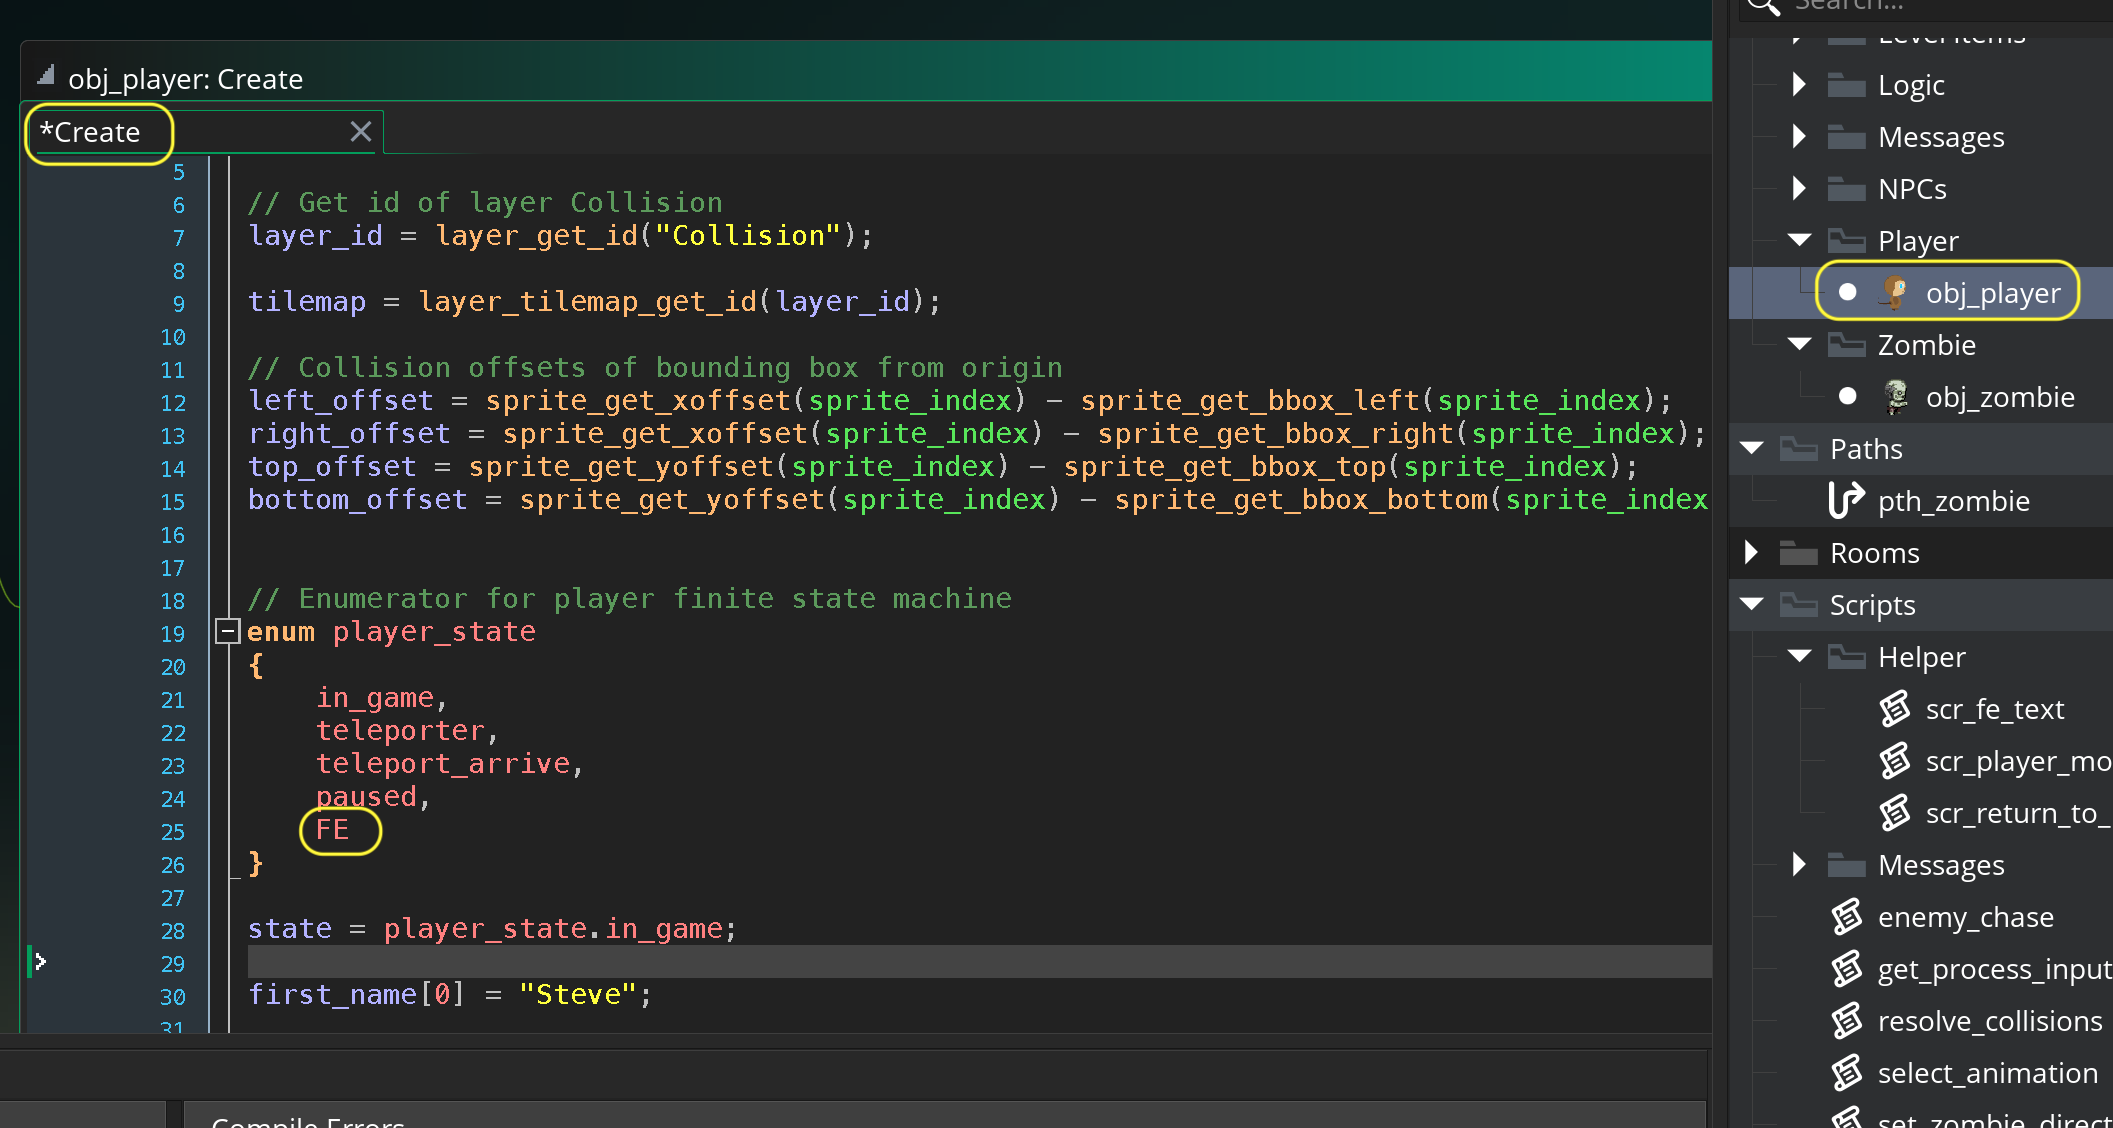 obj_player: Create
*Create
5
6 // Get id of layer Collision
7 layer_id = layer_get_id("Collision");
8
9 tilemap = layer_tilemap_get_id(layer_id);
10
11 // Collision offsets of bounding box from origin
12 left_offset = sprite_get_xoffset(sprite_index) - sprite_get_bbox_left(sprite_index);
13 right_offset = sprite_get_xoffset(sprite_index) - sprite_get_bbox_right(sprite_index);
14 top_offset = sprite_get_yoffset(sprite_index) - sprite_get_bbox_top(sprite_index);
15 bottom_offset = sprite_get_yoffset(sprite_index) - sprite_get_bbox_bottom(sprite_index
16
17
18 // Enumerator for player finite state machine
19 enum player_state
20 {
21 in_game,
22 teleporter,
23 teleport_arrive,
24 paused,
25 FE
26 }
27
28 state = player_state.in_game;
29
30 first_name[0] = "Steve";
31
Compile Errors
Search...
Level Items
Logic
Messages
NPCs
Player
obj_player
Zombie
obj_zombie
Paths
pth_zombie
Rooms
Scripts
Helper
scr_fe_text
scr_player_mo
scr_return_to_
Messages
enemy_chase
get_process_input
resolve_collisions
select_animation
set_zombie_direct